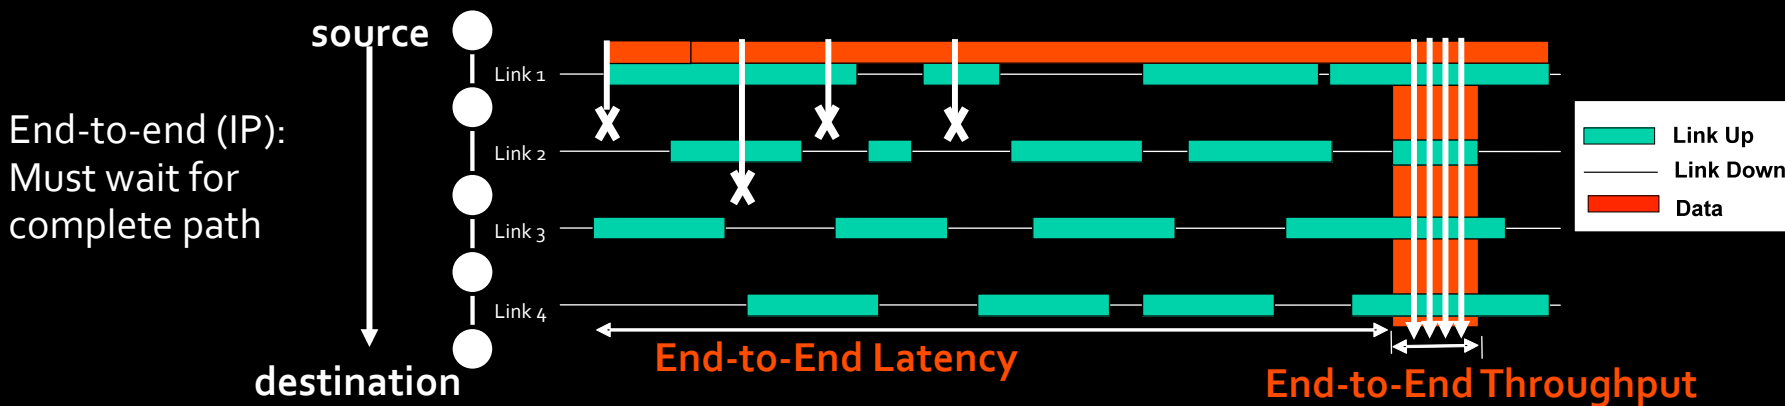 source
End-to-end (IP):
Must wait for
complete path
destination
Link 1
Link 2
Link 3
Link 4
End-to-End Latency
End-to-End Throughput
Link Up
Link Down
Data